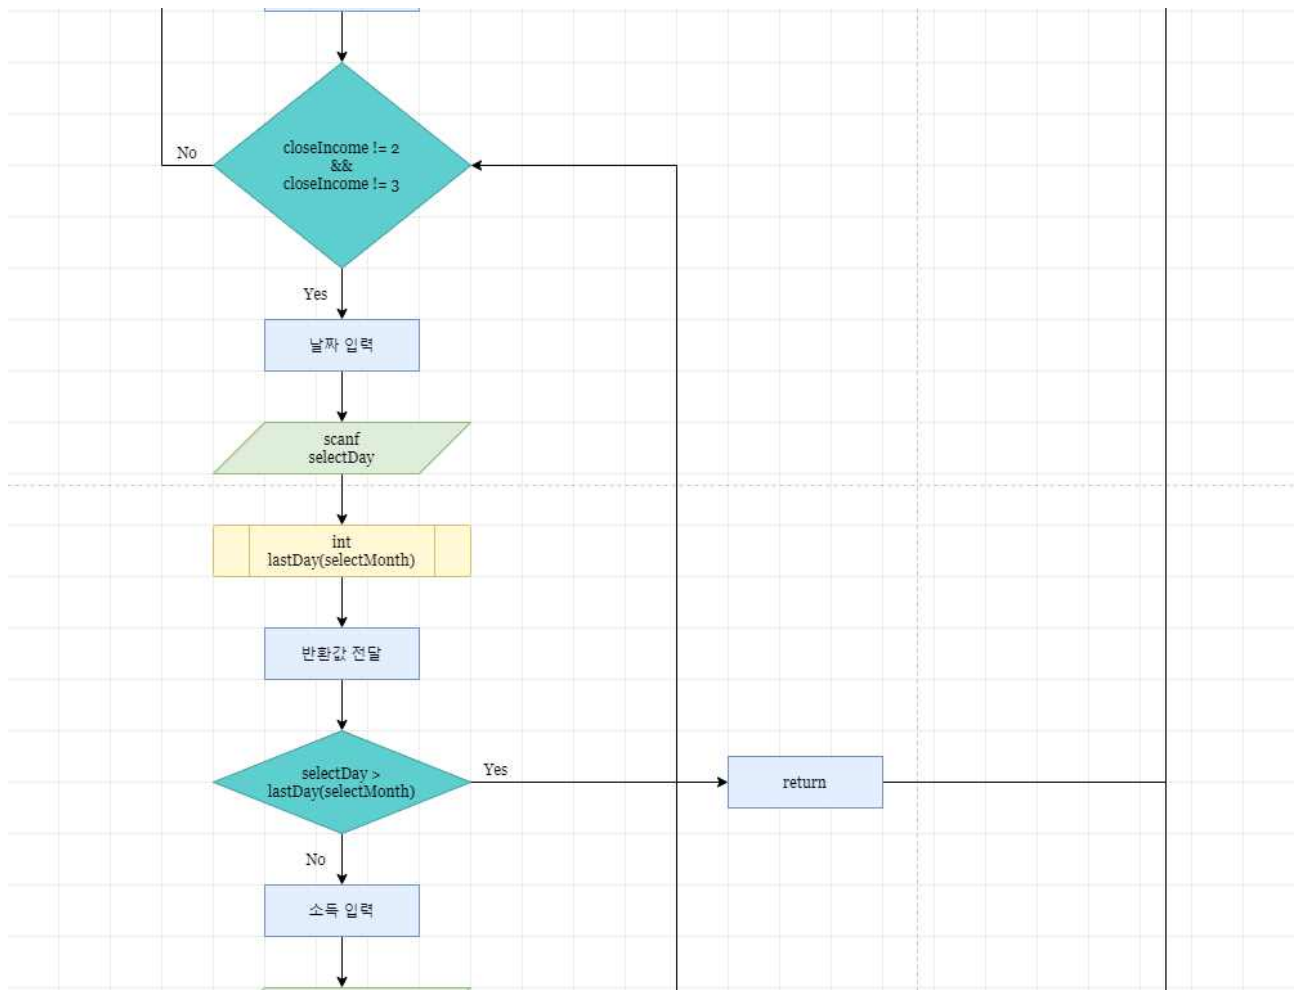 closeIncome != 2
&&
closeIncome != 3
No
Yes
날짜 입력
scanf
selectDay
int
lastDay(selectMonth)
반환값 전달
selectDay >
lastDay(selectMonth)
Yes
return
No
소득 입력